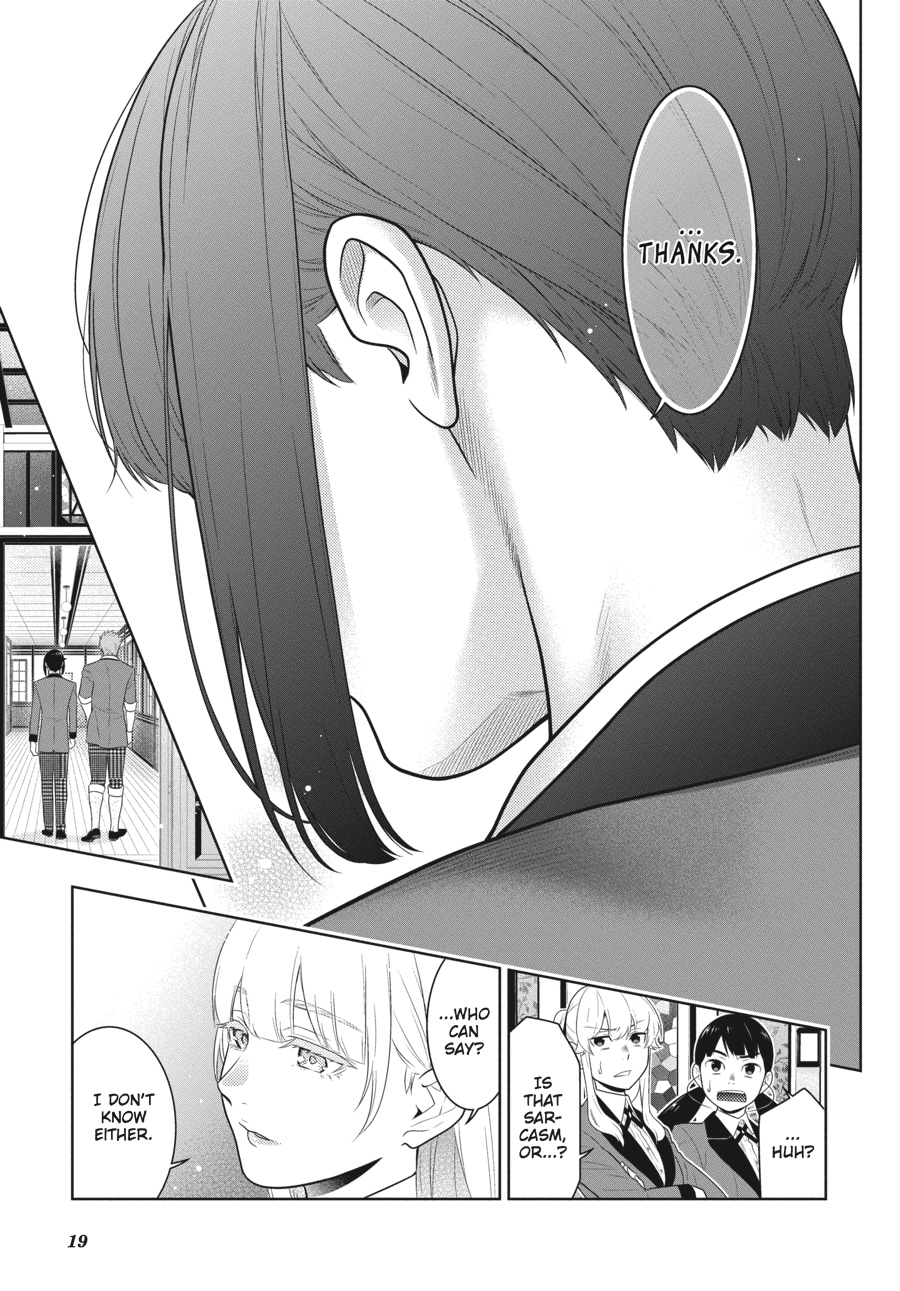 ...
THANKS.
...
HUH?
IS
THAT
SAR-
CASM,
OR...?
...WHO
CAN
SAY?
I DON'T
KNOW
EITHER.
19